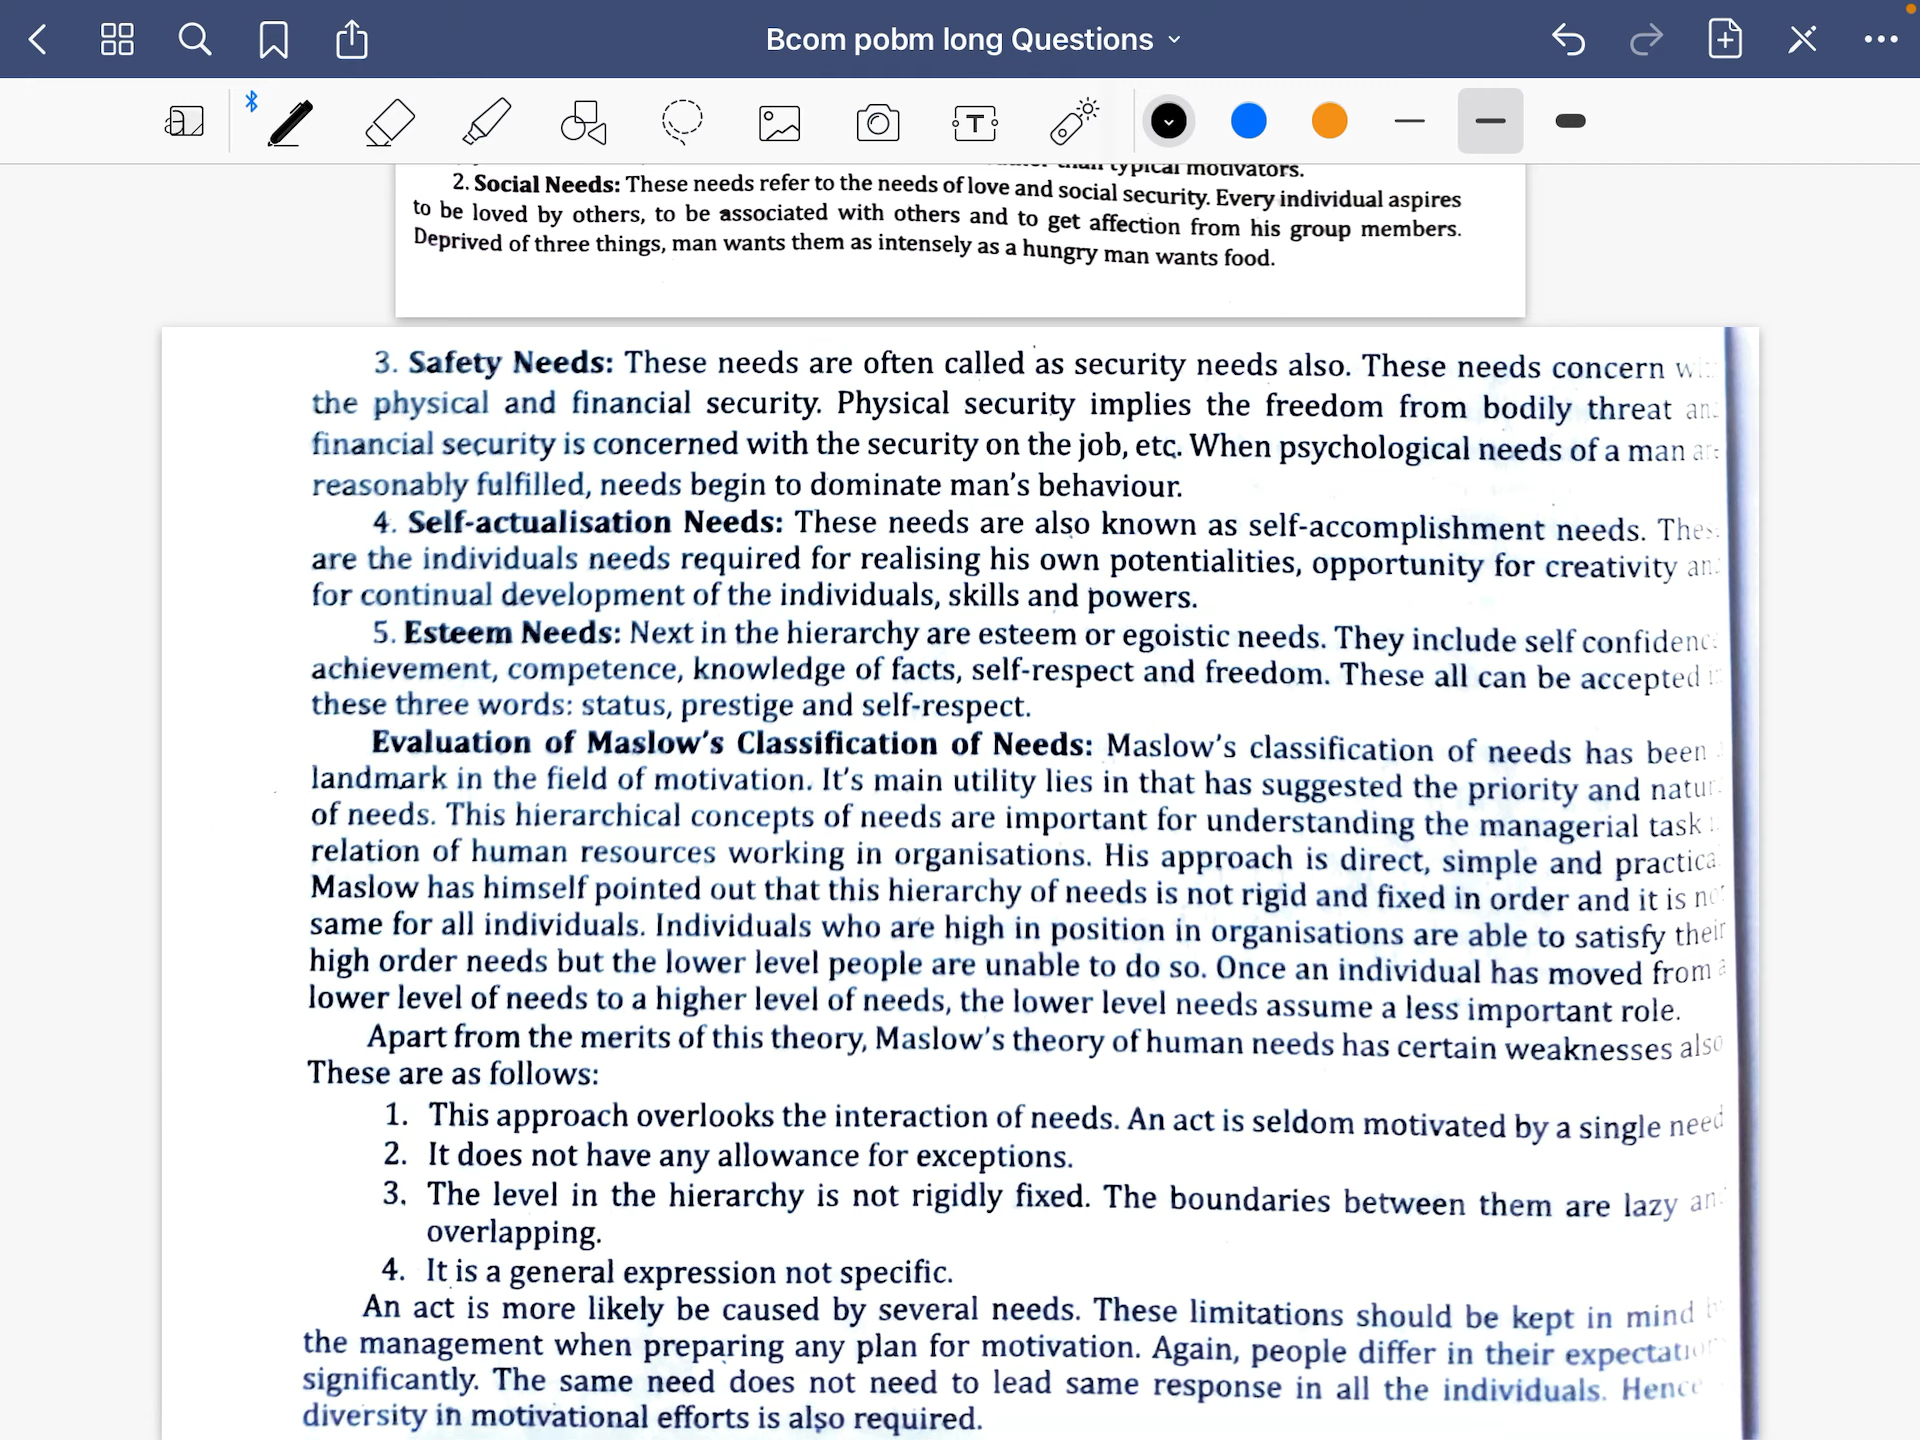 Bcom pobm long Questions
typical motivators.
2. Social Needs: These needs refer to the needs of love and social security. Every individual aspires
to be loved by others, to be associated with others and to get affection from his group members.
Deprived of three things, man wants them as intensely as a hungry man wants food.
3. Safety Needs: These needs are often called as security needs also. These needs concern
the physical and financial security. Physical security implies the freedom from bodily threat
financial security is concerned with the security on the job, etc. When psychological needs of a man
reasonably fulfilled, needs begin to dominate man's behaviour.
4. Self-actualisation Needs: These needs are also known as self-accomplishment needs.
are the individuals needs required for realising his own potentialities, opportunity for creativity
for continual development of the individuals, skills and powers.
5. Esteem Needs: Next in the hierarchy are esteem or egoistic needs. They include self
achievement, competence, knowledge of facts, self-respect and freedom. These all can be accepted
these three words: status, prestige and self-respect.
Evaluation of Maslow's Classification of Needs: Maslow's classification of needs has been
landmark in the field of motivation. It's main utility lies in that has suggested the priority and
of needs. This hierarchical concepts of needs are important for understanding the managerial task
relation of human resources working in organisations. His approach is direct, simple and
Maslow has himself pointed out that this hierarchy of needs is not rigid and fixed in order and it is
same for all individuals. Individuals who are high in position in organisations are able to satisfy their
high order needs but the lower level people are unable to do so. Once an individual has moved from a
lower level of needs to a higher level of needs, the lower level needs assume a less important role.
Apart from the merits of this theory, Maslow's theory of human needs has certain weaknesses also
These are as follows:
1. This approach overlooks the interaction of needs. An act is seldom motivated by a single need
2. It does not have any allowance for exceptions.
3. The level in the hierarchy is not rigidly fixed. The boundaries between them are lazy
overlapping.
4. It is a general expression not specific.
An act is more likely be caused by several needs. These limitations should be kept in mind
the management when preparing any plan for motivation. Again, people differ in their
significantly. The same need does not need to lead same response in all the individuals. Hence
diversity in motivational efforts is also required.